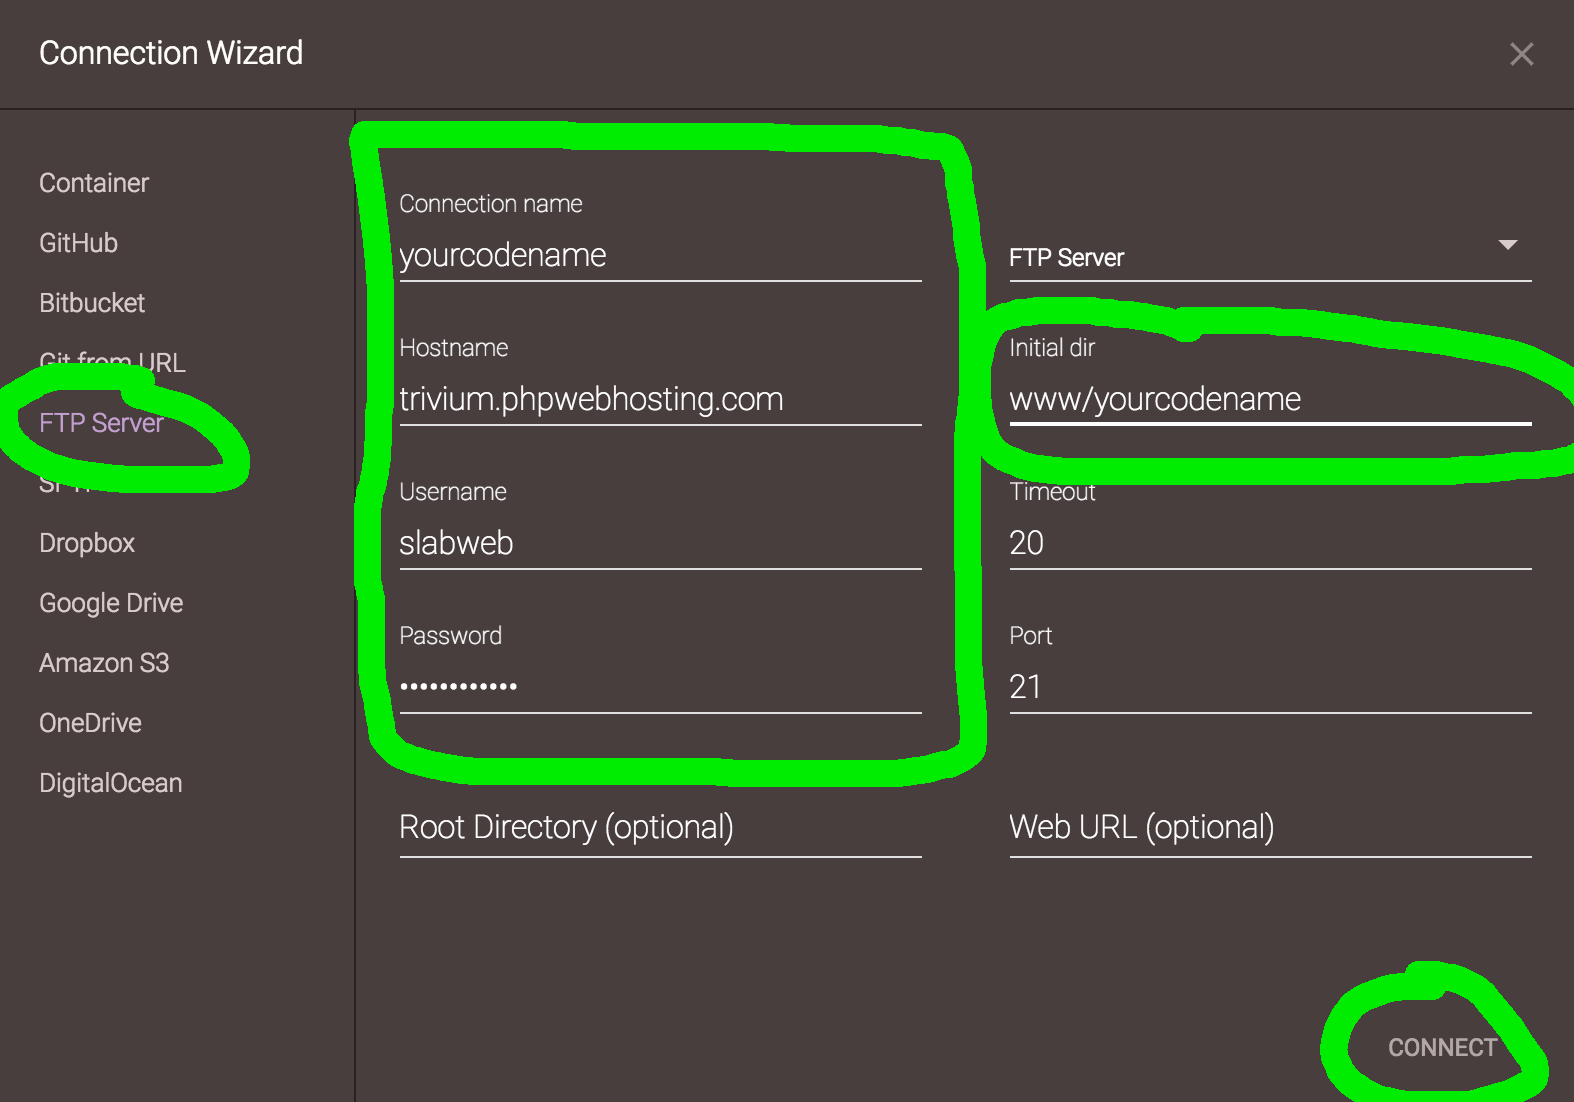 Connection Wizard
Container
GitHub
Bitbucket
Git from URL
FTP Server
Dropbox
Google Drive
Amazon S3
OneDrive
DigitalOcean
Connection name
yourcodename
FTP Server
Hostname
trivium.phpwebhosting.com
Initial dir
www/yourcodename
Username
slabweb
Timeout
20
Password
••••••••••••
Port
21
Root Directory (optional)
Web URL (optional)
CONNECT